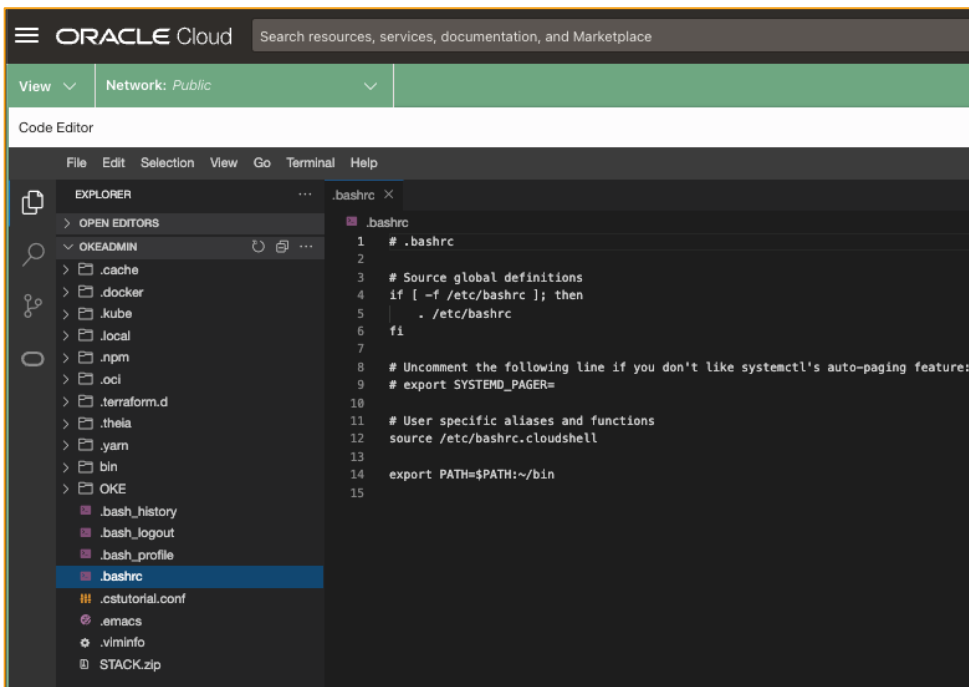 ORACLE Cloud
Search resources, services, documentation, and Marketplace
View
Network: Public
Code Editor
File Edit Selection View Go Terminal Help
EXPLORER
OPEN EDITORS
OKEADMIN
.cache
.docker
.kube
.local
.npm
.oci
.terraform.d
.theia
.yarn
bin
OKE
.bash_history
.bash_logout
.bash_profile
.bashrc
.cstutorial.conf
.emacs
.viminfo
STACK.zip
.bashrc
.bashrc
1 # .bashrc
2
3 # Source global definitions
4 if [ -f /etc/bashrc ]; then
5 . /etc/bashrc
6 fi
7
8 # Uncomment the following line if you don't like systemctl's auto-paging feature:
9 # export SYSTEMD_PAGER=
10
11 # User specific aliases and functions
12 source /etc/bashrc.cloudshell
13
14 export PATH=$PATH:~/bin
15